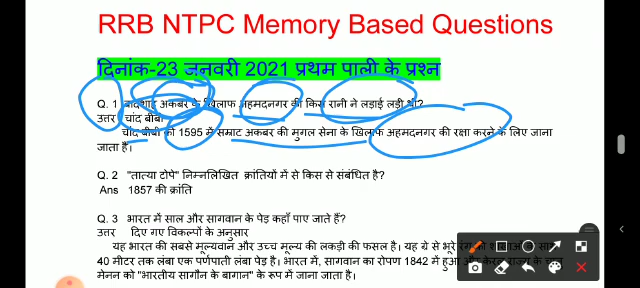 RRB NTPC Memory Based Questions
दिनांक-23 जनवरी 2021 प्रथम पाली के प्रश्न
Q. 1 बादशाह अकबर के खिलाफ अहमदनगर की किस रानी ने लड़ाई लड़ी थी?
उत्तर चांद बीबी
चाँद बीबी को 1595 में सम्राट अकबर की मुगल सेना के खिलाफ अहमदनगर की रक्षा करने के लिए जाना
जाता हैं।
Q. 2 "तात्या टोपे" निम्नलिखित क्रांतियों में से किस से संबंधित है?
Ans 1857 की क्रांति
Q. 3 भारत में साल और सागवान के पेड़ कहाँ पाए जाते हैं?
उत्तर दिए गए विकल्पों के अनुसार
यह भारत की सबसे मूल्यवान और उच्च मूल्य की लकड़ी की फसल है। यह ग्रे से भूरे रंग की
40 मीटर तक लंबा एक पर्णपाती लंबा पेड़ है। भारत में, सागवान का रोपण 1842 में हुआ
मेनन को "भारतीय सागौन के बागान" के रूप में जाना जाता है।